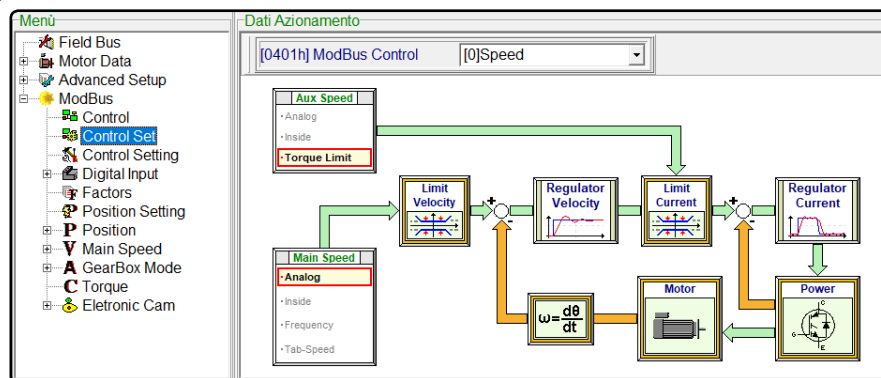 Menù
Field Bus
Motor Data
Advanced Setup
ModBus
Control
Control Set
Control Setting
Digital Input
Factors
Position Setting
Position
Main Speed
GearBox Mode
Torque
Eletronic Cam
Dati Azionamento
[0401h] ModBus Control [0]Speed
Aux Speed
·Analog
·Inside
·Torque Limit
Limit
Velocity
+
-
Regulator
Velocity
Limit
Current
+
-
Regulator
Current
Main Speed
·Analog
·Inside
·Frequency
·Tab-Speed
ω=dθ/dt
Motor
Power
C
G
E